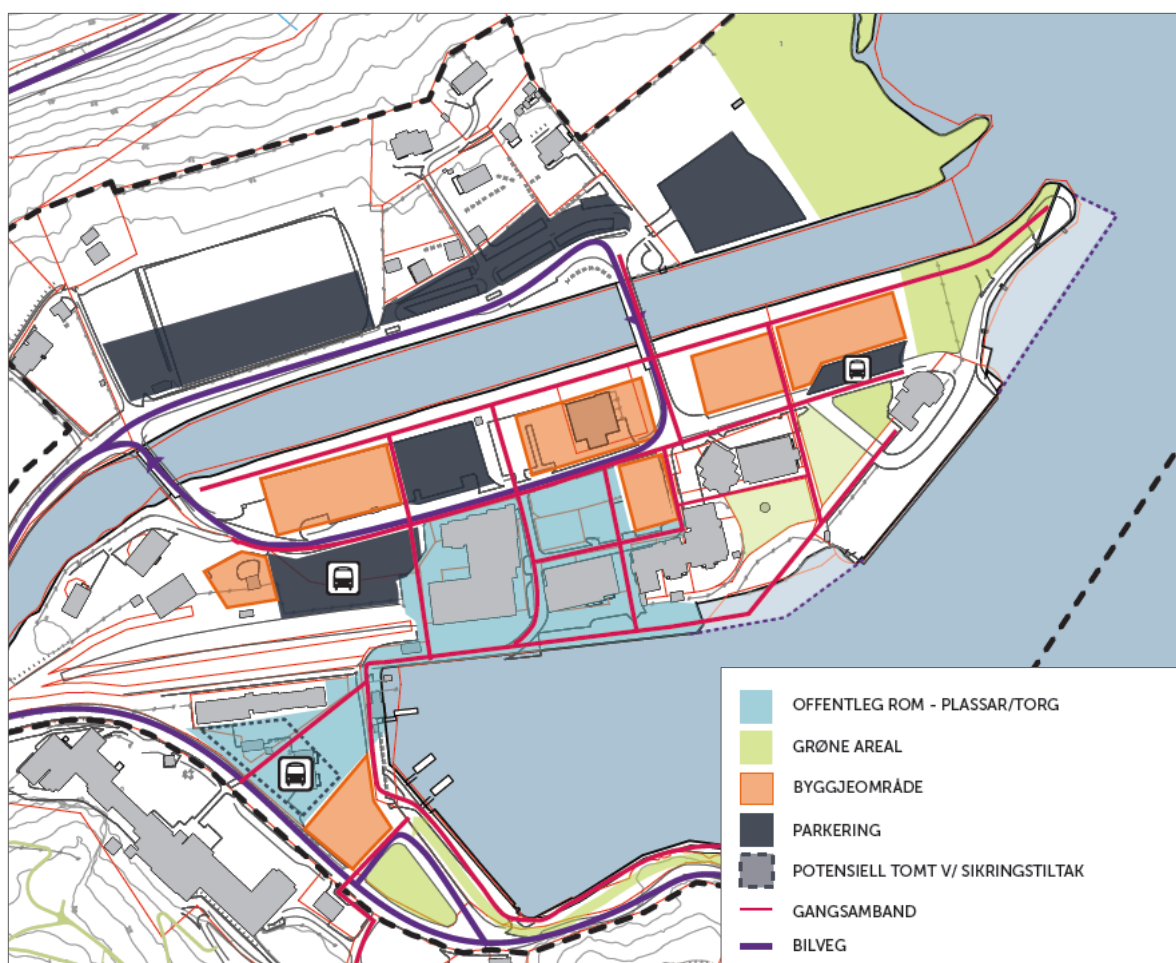 OFFENTLEG ROM - PLASSAR/TORG
GRØNE AREAL
BYGGJEOMRÅDE
PARKERING
POTENSIELL TOMT V/ SIKRINGSTILTAK
GANGSAMBAND
BILVEG